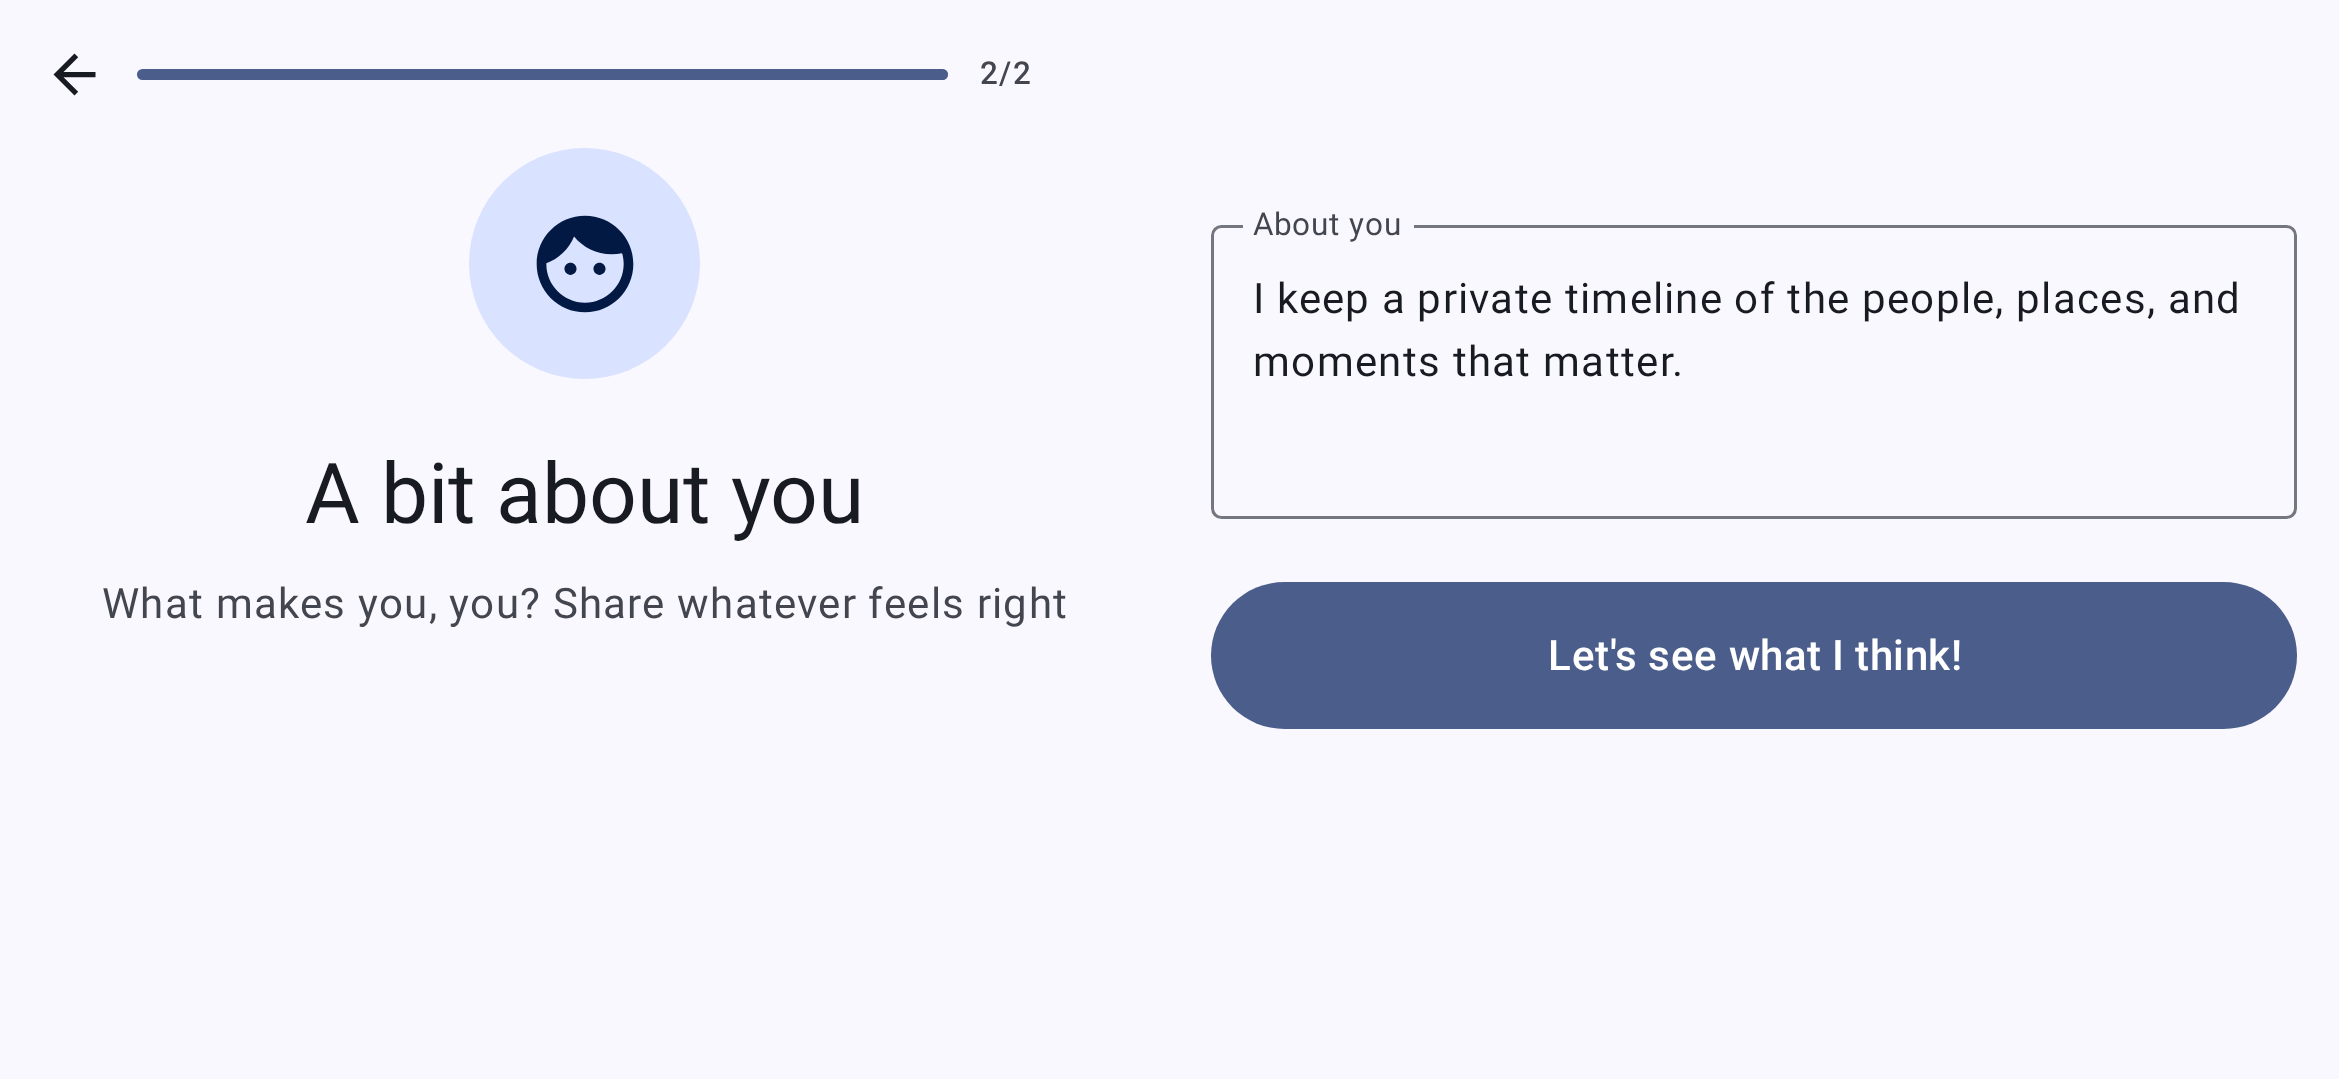 2/2
A bit about you
What makes you, you? Share whatever feels right
About you
I keep a private timeline of the people, places, and
moments that matter.
Let's see what I think!